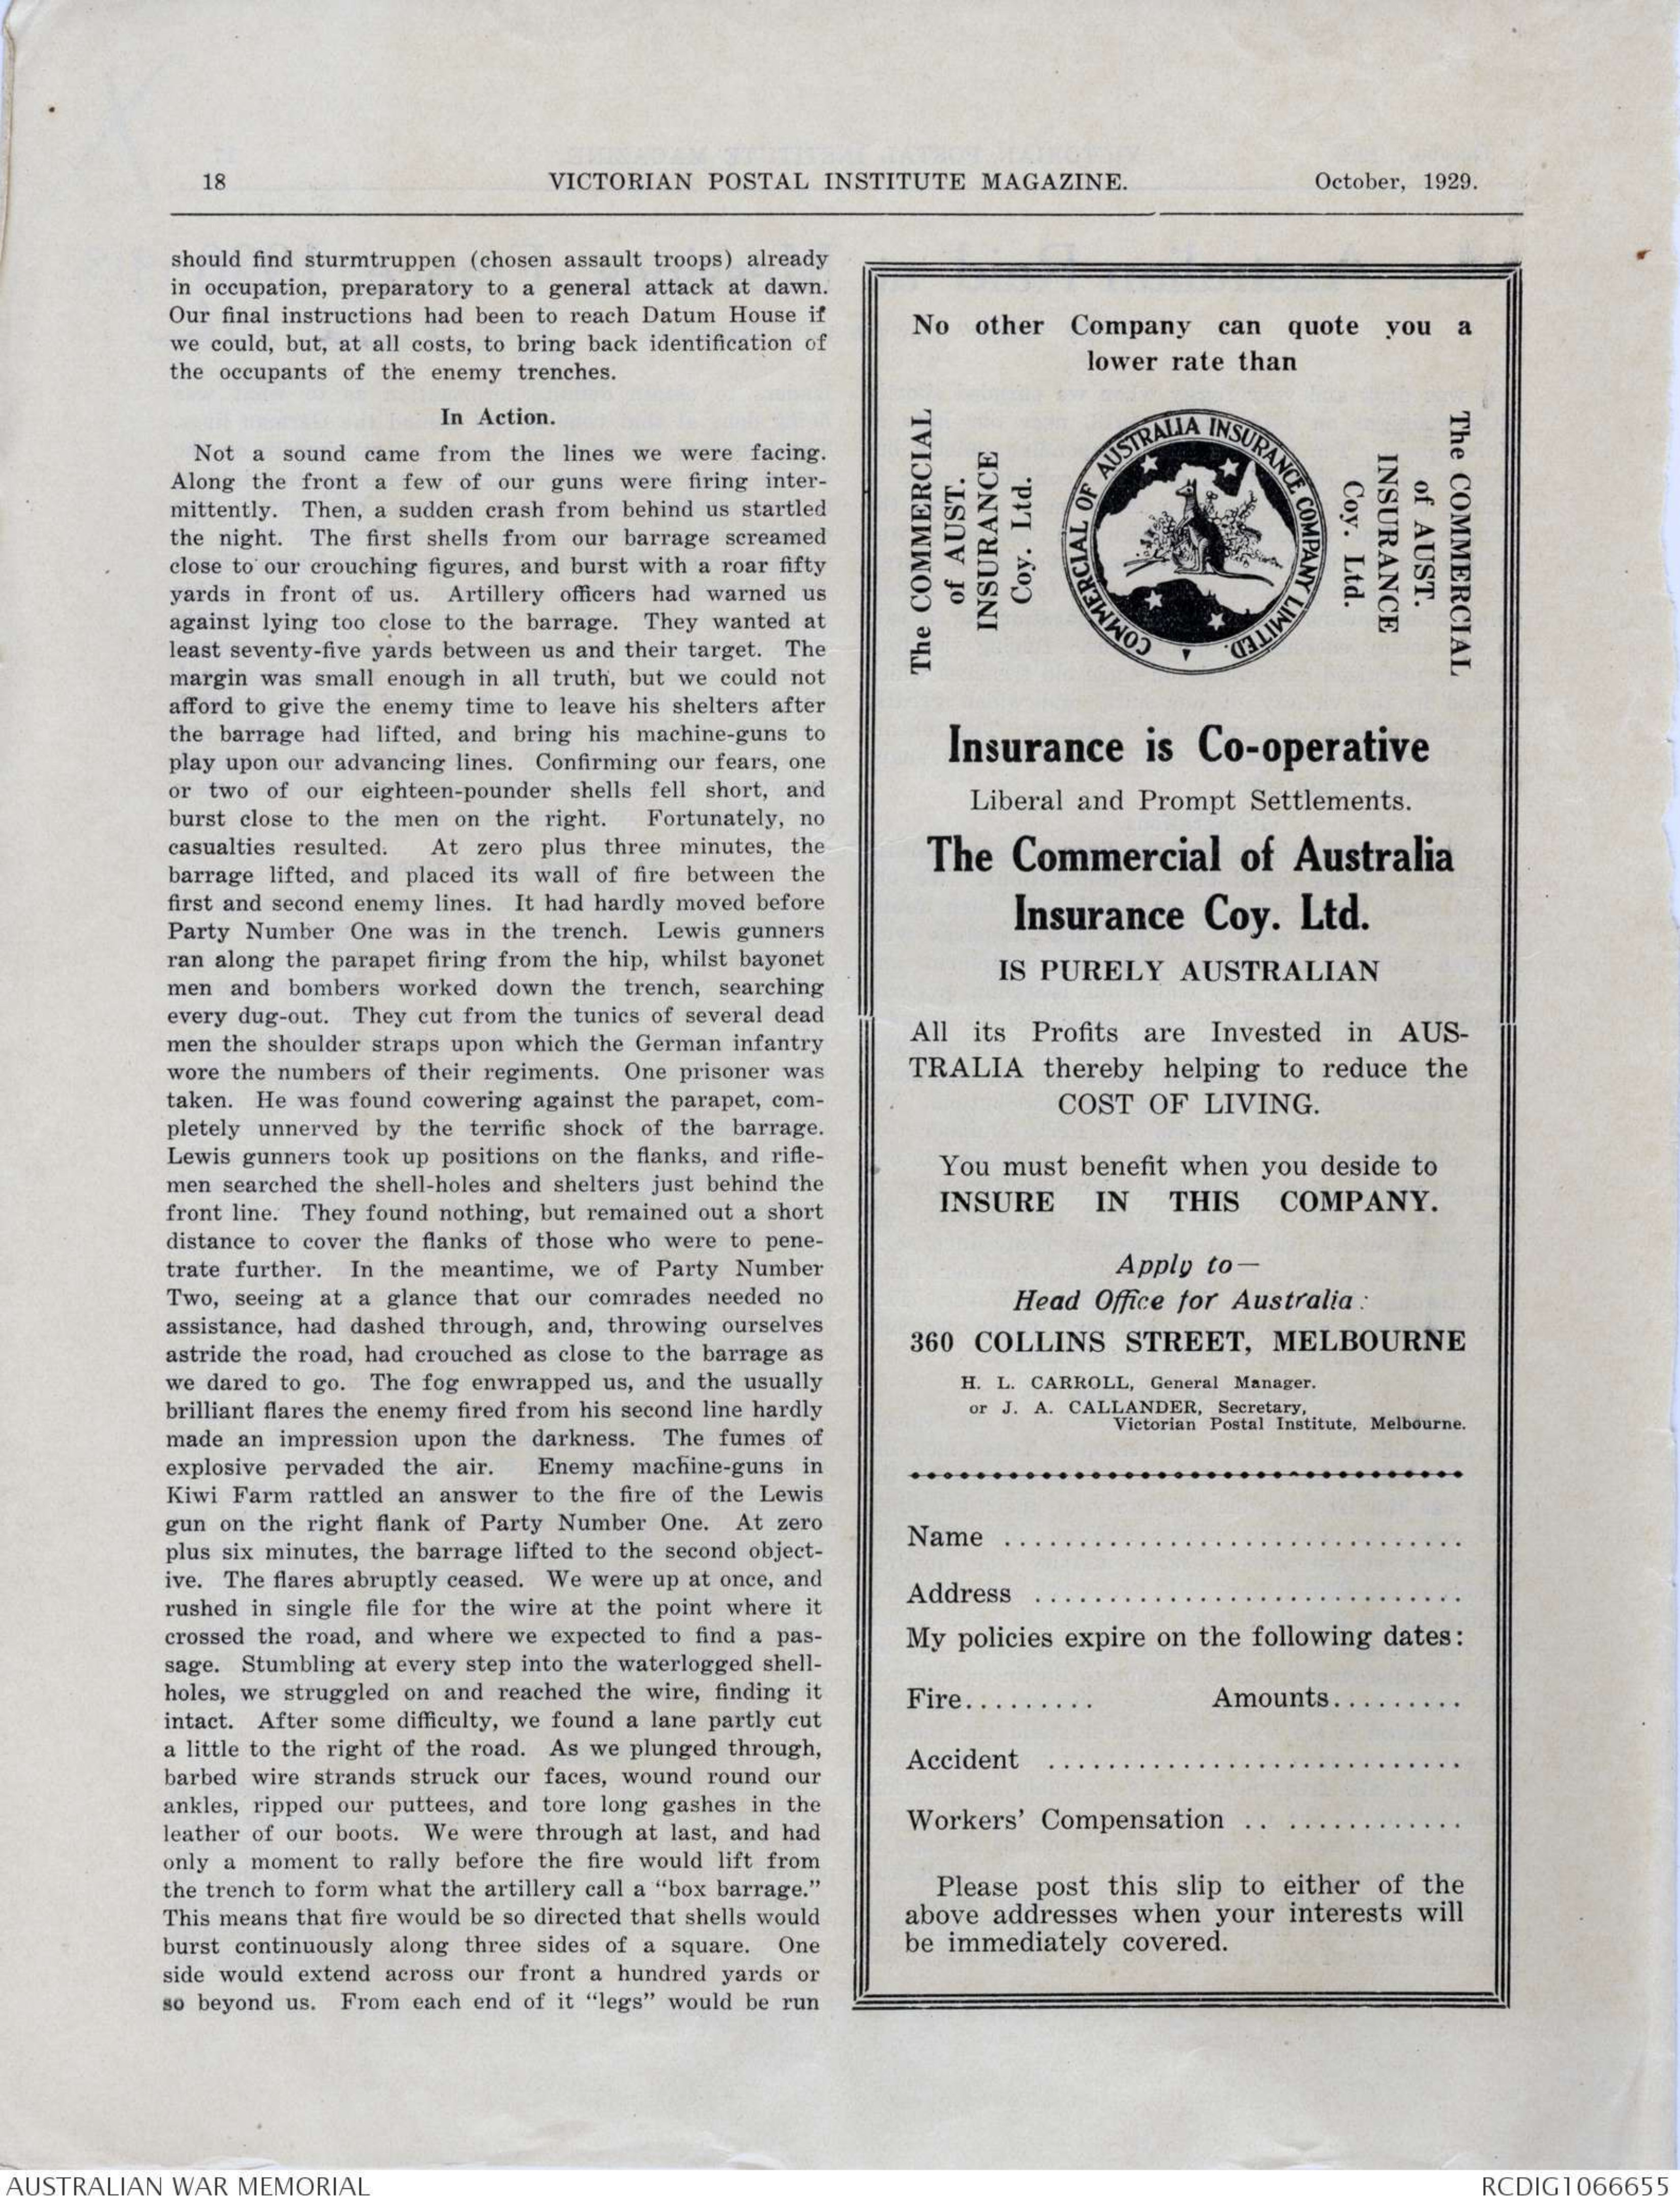 18 VICTORIAN POSTAL INSTITUTE MAGAZINE. October, 1929.
should find sturmtruppen (chosen assault troops) already
in occupation, preparatory to a general attack at dawn.
Our final instructions had been to reach Datum House if
we could, but, at all costs, to bring back identification of
the occupants of the enemy trenches.
In Action.
Not a sound came from the lines we were facing.
Along the front a few of our guns were firing inter-
mittently. Then, a sudden crash from behind us startled
the night. The first shells from our barrage screamed
close to our crouching figures, and burst with a roar fifty
yards in front of us. Artillery officers had warned us
against lying too close to the barrage. They wanted at
least seventy-five yards between us and their target. The
margin was small enough in all truth, but we could not
afford to give the enemy time to leave his shelters after
the barrage had lifted, and bring his machine-guns to
play upon our advancing lines. Confirming our fears, one
or two of our eighteen-pounder shells fell short, and
burst close to the men on the right. Fortunately, no
casualties resulted. At zero plus three minutes, the
barrage lifted, and placed its wall of fire between the
first and second enemy lines. It had hardly moved before
Party Number One was in the trench. Lewis gunners
ran along the parapet firing from the hip, whilst bayonet
men and bombers worked down the trench, searching
every dug-out. They cut from the tunics of several dead
men the shoulder straps upon which the German infantry
wore the numbers of their regiments. One prisoner was
taken. He was found cowering against the parapet, com-
pletely unnerved by the terrific shock of the barrage.
Lewis gunners took up positions on the flanks, and rifle-
men searched the shell-holes and shelters just behind the
front line. They found nothing, but remained out a short
distance to cover the flanks of those who were to pene-
trate further. In the meantime, we of Party Number
Two, seeing at a glance that our comrades needed no
assistance, had dashed through, and, throwing ourselves
astride the road, had crouched as close to the barrage as
we dared to go. The fog enwrapped us, and the usually
brilliant flares the enemy fired from his second line hardly
made an impression upon the darkness. The fumes of
explosive pervaded the air. Enemy machine-guns in
Kiwi Farm rattled an answer to the fire of the Lewis
gun on the right flank of Party Number One. At zero
plus six minutes, the barrage lifted to the second object-
ive. The flares abruptly ceased. We were up at once, and
rushed in single file for the wire at the point where it
crossed the road, and where we expected to find a pas-
sage. Stumbling at every step into the waterlogged shell-
holes, we struggled on and reached the wire, finding it
intact. After some difficulty, we found a lane partly cut
a little to the right of the road. As we plunged through,
barbed wire strands struck our faces, wound round our
ankles, ripped our puttees, and tore long gashes in the
leather of our boots. We were through at last, and had
only a moment to rally before the fire would lift from
the trench to form what the artillery call a “box barrage.”
This means that fire would be so directed that shells would
burst continuously along three sides of a square. One
side would extend across our front a hundred yards or
so beyond us. From each end of it “legs” would be run
No other Company can quote you a
lower rate than
The COMMERCIAL
of AUST.
INSURANCE
Coy. Ltd.
COMMERCIAL OF AUSTRALIA INSURANCE COMPANY LIMITED.
The COMMERCIAL
of AUST.
INSURANCE
Coy. Ltd.
Insurance is Co-operative
Liberal and Prompt Settlements.
The Commercial of Australia
Insurance Coy. Ltd.
IS PURELY AUSTRALIAN
All its Profits are Invested in AUS-
TRALIA thereby helping to reduce the
COST OF LIVING.
You must benefit when you deside to
INSURE IN THIS COMPANY.
Apply to—
Head Office for Australia:
360 COLLINS STREET, MELBOURNE
H. L. CARROLL, General Manager.
or J. A. CALLANDER, Secretary,
Victorian Postal Institute, Melbourne.
Name ...............................
Address .............................
My policies expire on the following dates:
Fire......... Amounts.........
Accident ............................
Workers' Compensation .. ............
Please post this slip to either of the
above addresses when your interests will
be immediately covered.
AUSTRALIAN WAR MEMORIAL RCDIG1066655